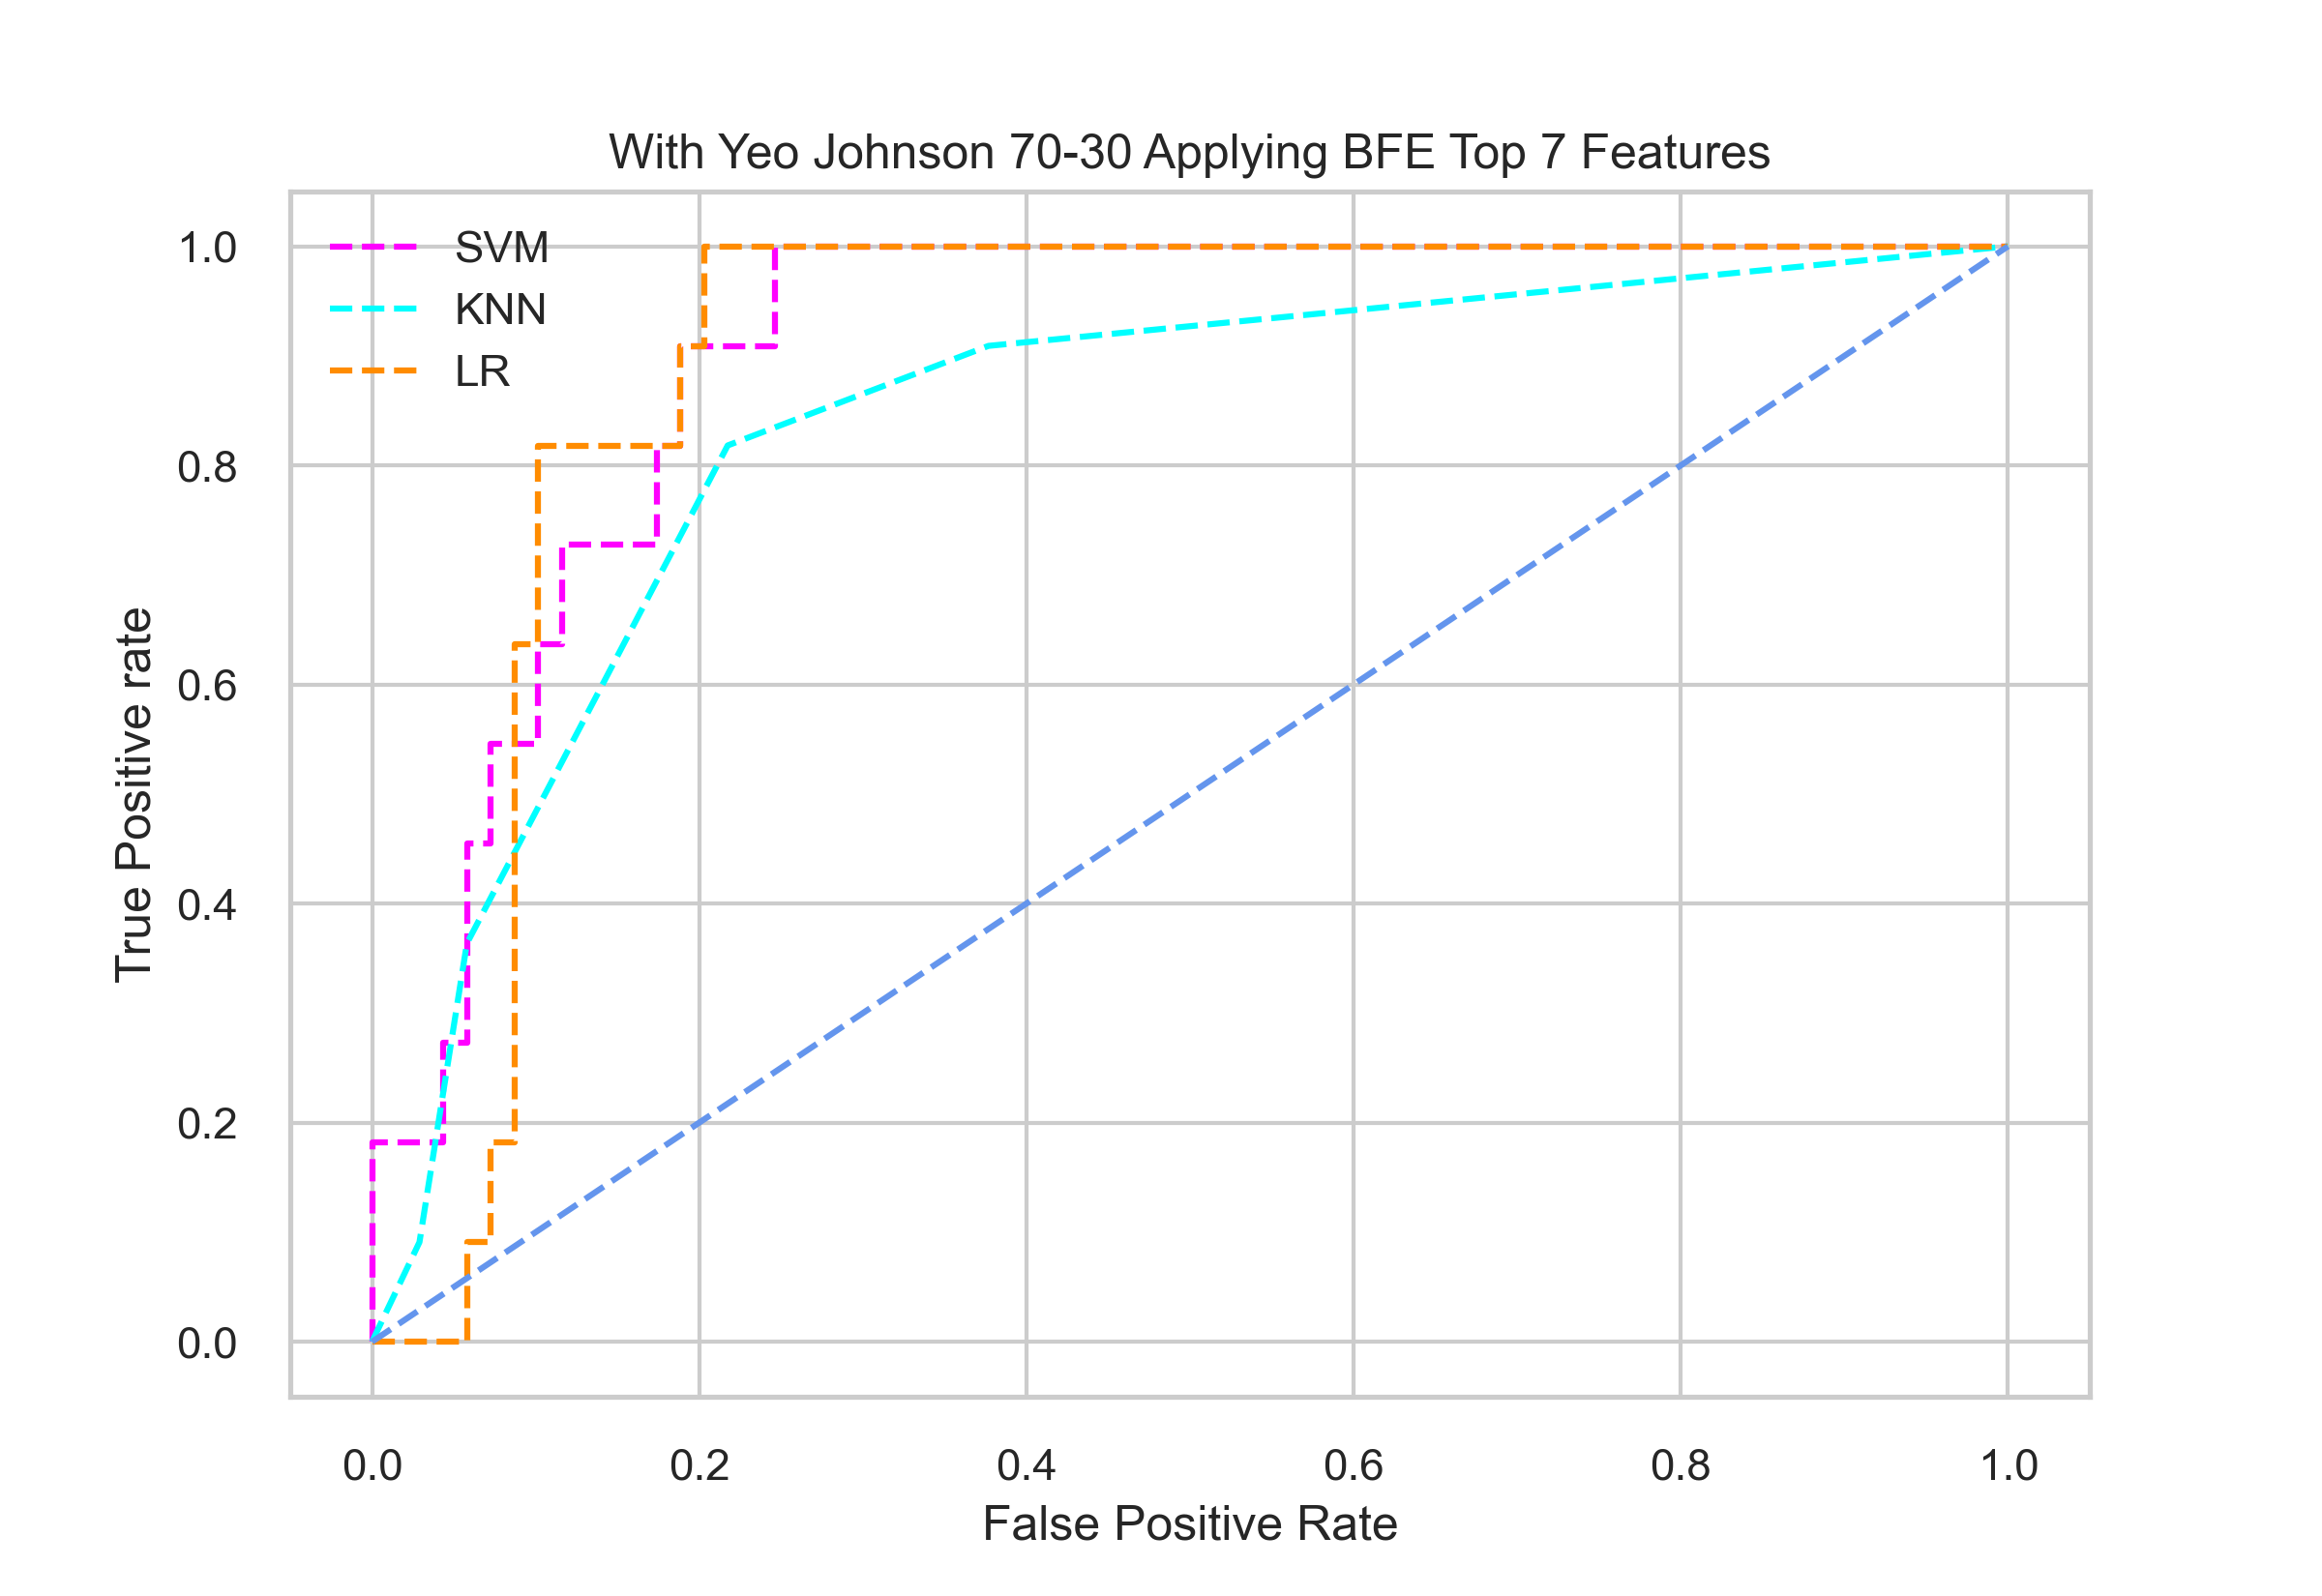 With Yeo Johnson 70-30 Applying BFE Top 7 Features
SVM
KNN
LR
1.0
0.8
0.6
0.4
0.2
0.0
True Positive rate
0.0 0.2 0.4 0.6 0.8 1.0
False Positive Rate